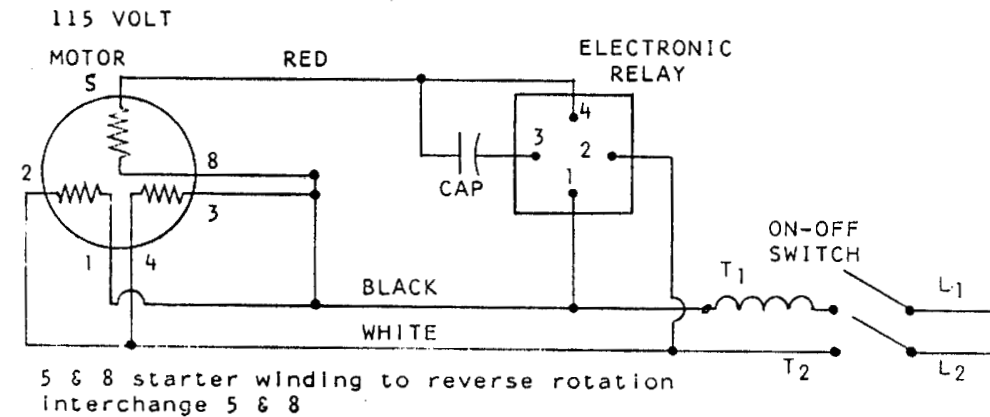 115 VOLT
MOTOR
RED
ELECTRONIC
RELAY
5
4
3
2
1
CAP
2
8
3
1
4
BLACK
WHITE
ON-OFF
SWITCH
T1
L1
T2
L2
5 & 8 starter winding to reverse rotation
interchange 5 & 8